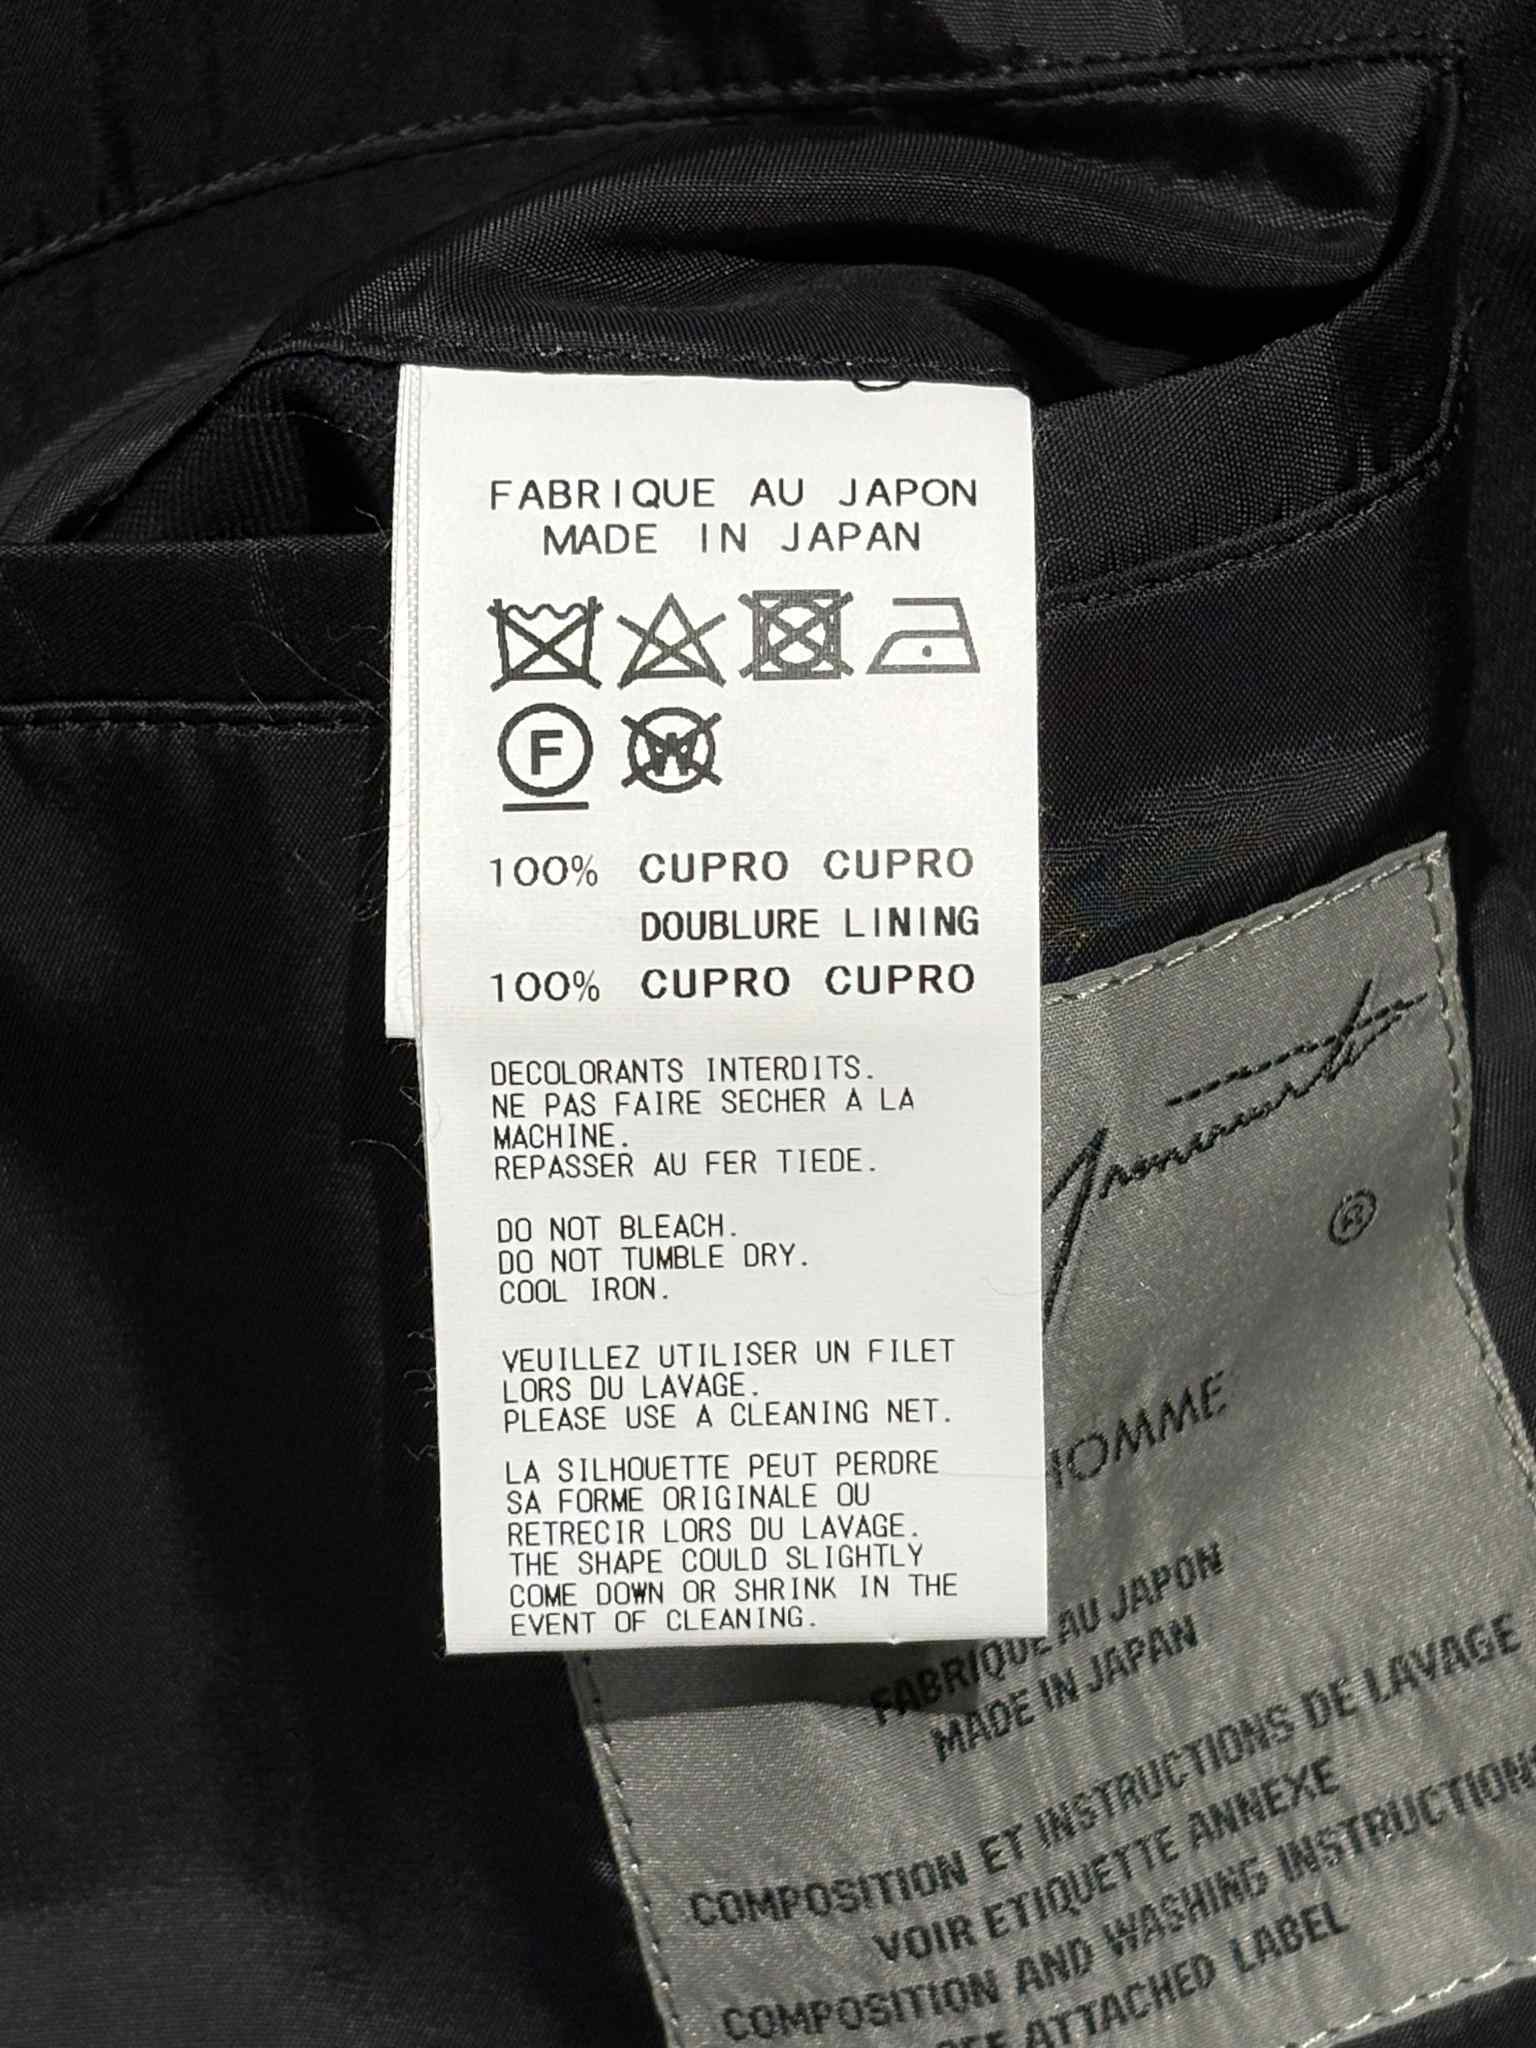 FABRIQUE AU JAPON
MADE IN JAPAN
F
W
100% CUPRO CUPRO
DOUBLURE LINING
100% CUPRO CUPRO
DECOLORANTS INTERDITS.
NE PAS FAIRE SECHER A LA
MACHINE.
REPASSER AU FER TIEDE.
DO NOT BLEACH.
DO NOT TUMBLE DRY.
COOL IRON.
VEUILLEZ UTILISER UN FILET
LORS DU LAVAGE.
PLEASE USE A CLEANING NET.
LA SILHOUETTE PEUT PERDRE
SA FORME ORIGINALE OU
RETRECIR LORS DU LAVAGE.
THE SHAPE COULD SLIGHTLY
COME DOWN OR SHRINK IN THE
EVENT OF CLEANING.
®
HOMME
FABRIQUE AU JAPON
MADE IN JAPAN
COMPOSITION ET INSTRUCTIONS DE LAVAGE
VOIR ETIQUETTE ANNEXE
COMPOSITION AND WASHING INSTRUCTIONS
SEE ATTACHED LABEL